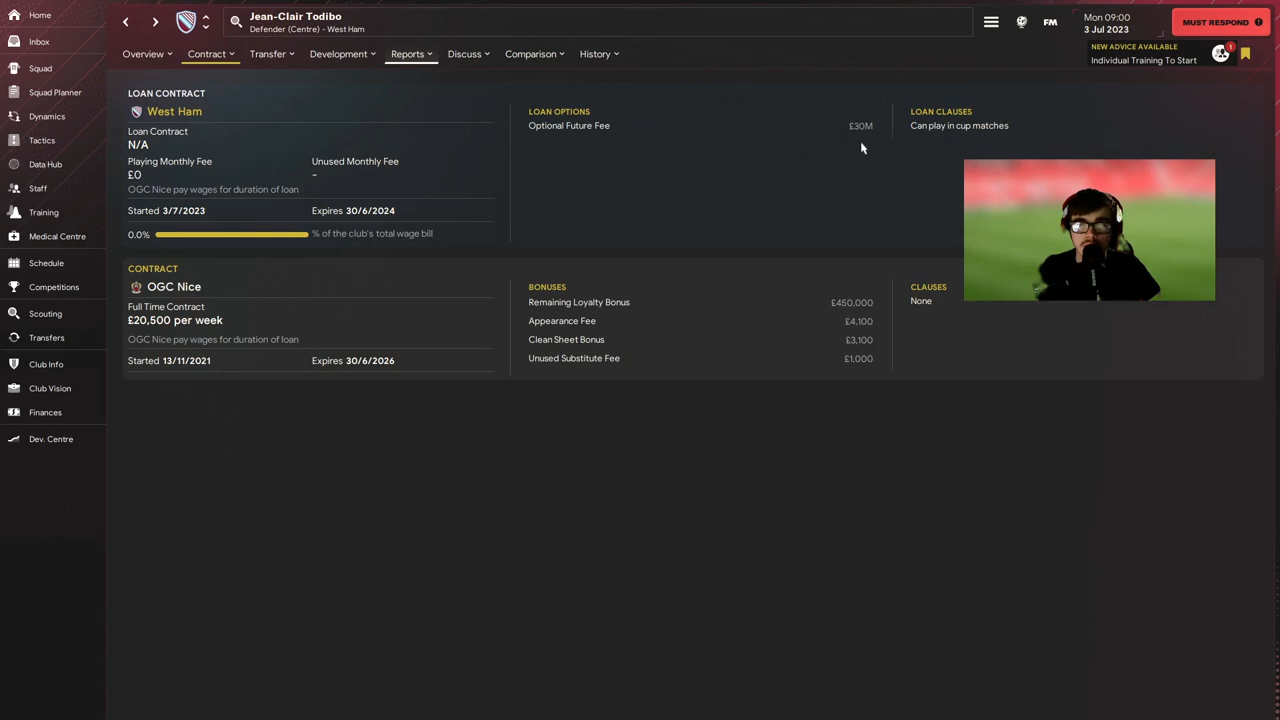 Home
Inbox
Squad
Squad Planner
Dynamics
Tactics
Data Hub
Staff
Training
Medical Centre
Schedule
Competitions
Scouting
Transfers
Club Info
Club Vision
Finances
Dev. Centre
Jean-Clair Todibo
Defender (Centre) - West Ham
FM
Mon 09:00
3 Jul 2023
MUST RESPOND
Overview Contract Transfer Development Reports Discuss Comparison History
NEW ADVICE AVAILABLE
Individual Training To Start
1
LOAN CONTRACT
West Ham
Loan Contract
N/A
Playing Monthly Fee Unused Monthly Fee
£0 -
OGC Nice pay wages for duration of loan
Started 3/7/2023 Expires 30/6/2024
0.0% % of the club's total wage bill
LOAN OPTIONS
Optional Future Fee £30M
LOAN CLAUSES
Can play in cup matches
CONTRACT
OGC Nice
Full Time Contract
£20,500 per week
OGC Nice pay wages for duration of loan
Started 13/11/2021 Expires 30/6/2026
BONUSES
Remaining Loyalty Bonus £450,000
Appearance Fee £4,100
Clean Sheet Bonus £3,100
Unused Substitute Fee £1,000
CLAUSES
None